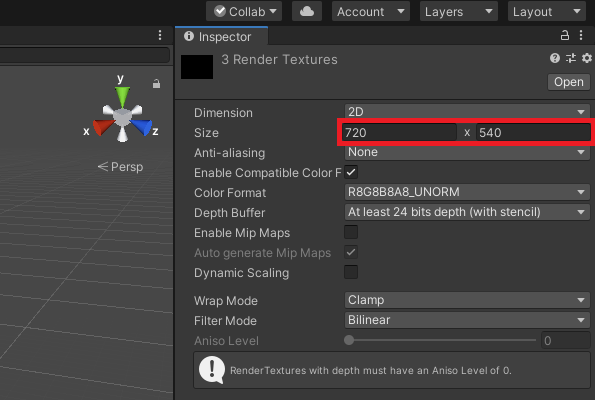 Collab Account Layers Layout
Inspector
3 Render Textures
Open
y
x z
Persp
Dimension 2D
Size 720 x 540
Anti-aliasing None
Enable Compatible Color F
Color Format R8G8B8A8_UNORM
Depth Buffer At least 24 bits depth (with stencil)
Enable Mip Maps
Auto generate Mip Maps
Dynamic Scaling
Wrap Mode Clamp
Filter Mode Bilinear
Aniso Level 0
RenderTextures with depth must have an Aniso Level of 0.